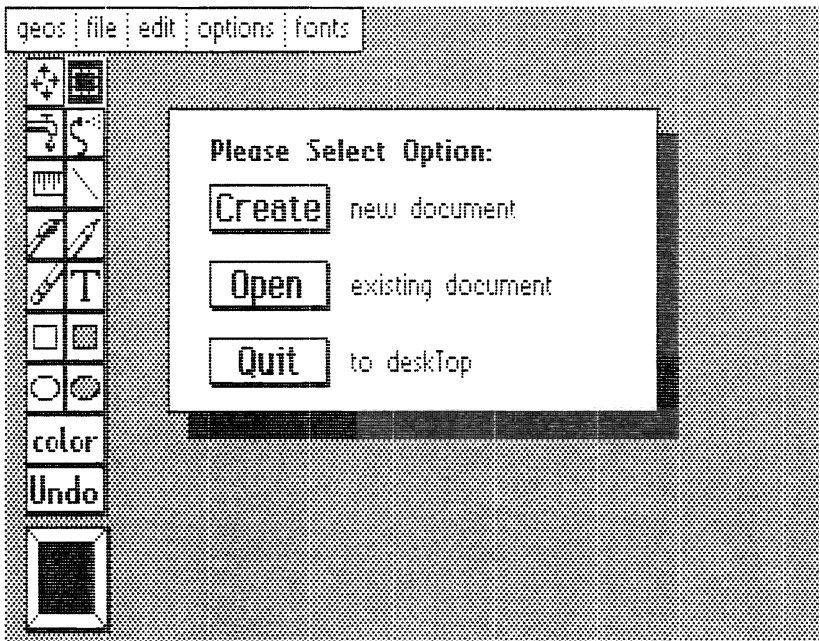 geos file edit options fonts
Please Select Option:
Create new document
Open existing document
Quit to deskTop
T
color
Undo